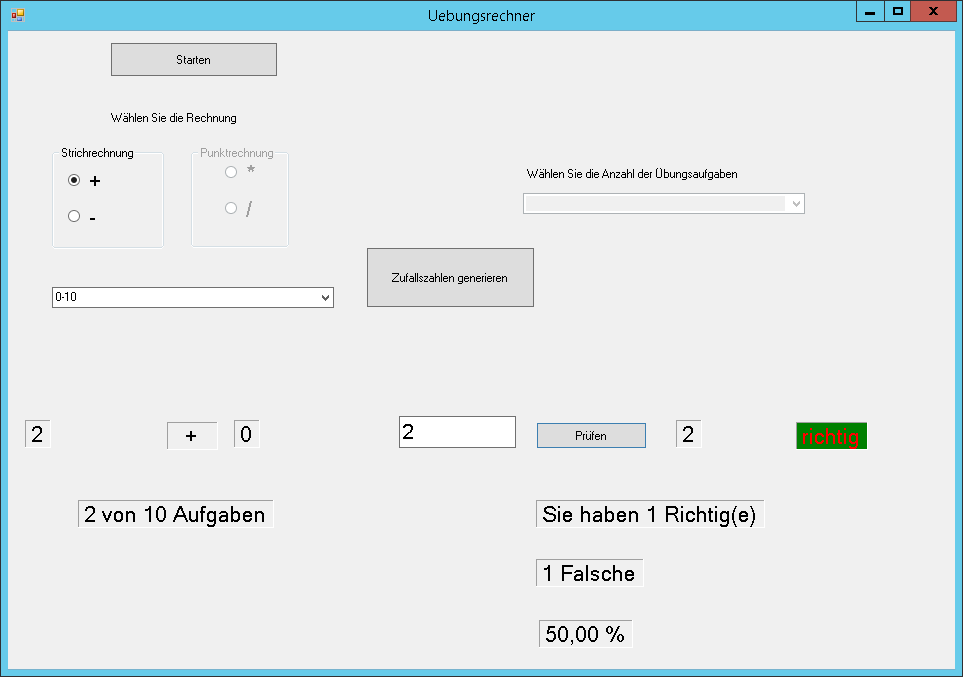 Uebungsrechner
Starten
Wählen Sie die Rechnung
Strichrechnung
Punktrechnung
+
*
-
/
Wählen Sie die Anzahl der Übungsaufgaben
0-10
Zufallszahlen generieren
2 + 0 2 Prüfen 2 richtig
2 von 10 Aufgaben
Sie haben 1 Richtig(e)
1 Falsche
50,00 %